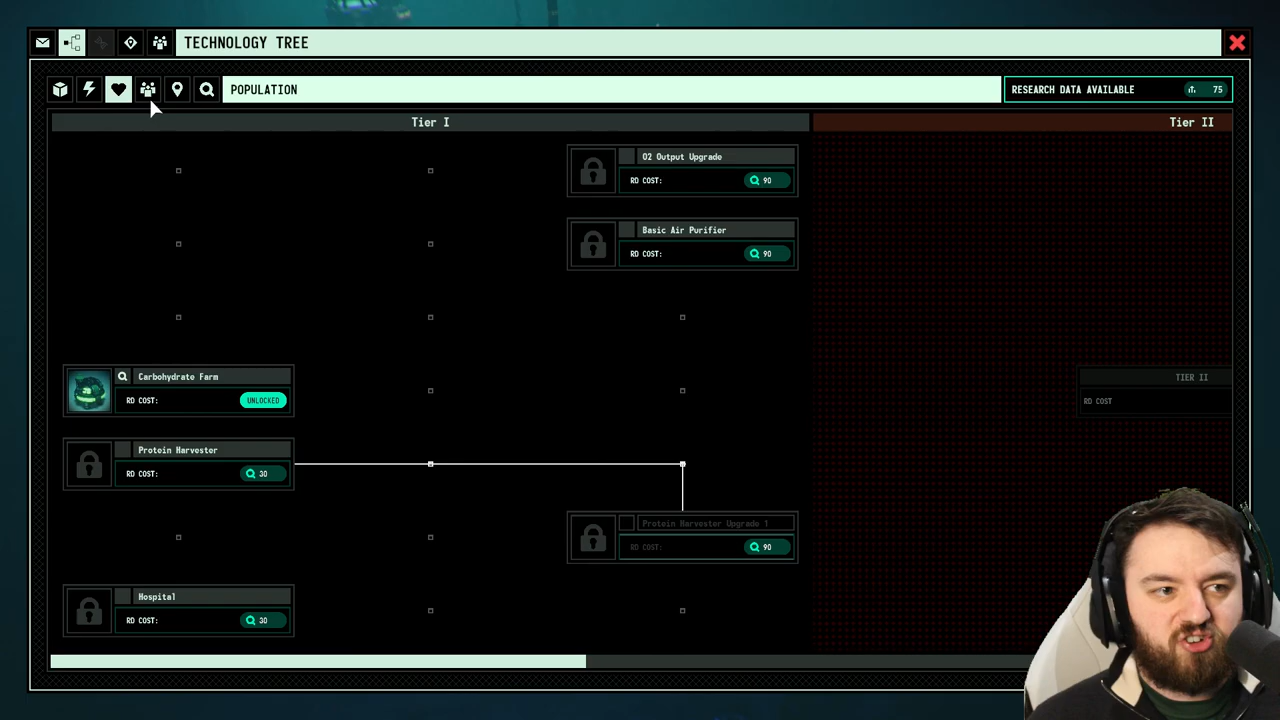 TECHNOLOGY TREE
POPULATION
RESEARCH DATA AVAILABLE 75
Tier I
Tier II
O2 Output Upgrade
RD COST: 90
Basic Air Purifier
RD COST: 90
Carbohydrate Farm
RD COST: UNLOCKED
TIER II
RD COST
Protein Harvester
RD COST: 30
Protein Harvester Upgrade 1
RD COST: 90
Hospital
RD COST: 30